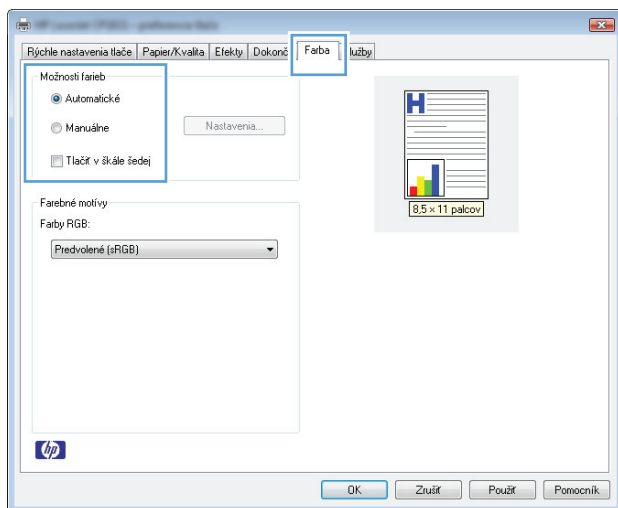 Rýchle nastavenia tlače Papier/Kvalita Efekty Dokonč Farba lužby
Možnosti farieb
Automatické
Manuálne
Nastavenia...
Tlačiť v škále šedej
Farebné motívy
Farby RGB:
Predvolené (sRGB)
H
8,5 × 11 palcov
hp
OK Zrušiť Použiť Pomocník